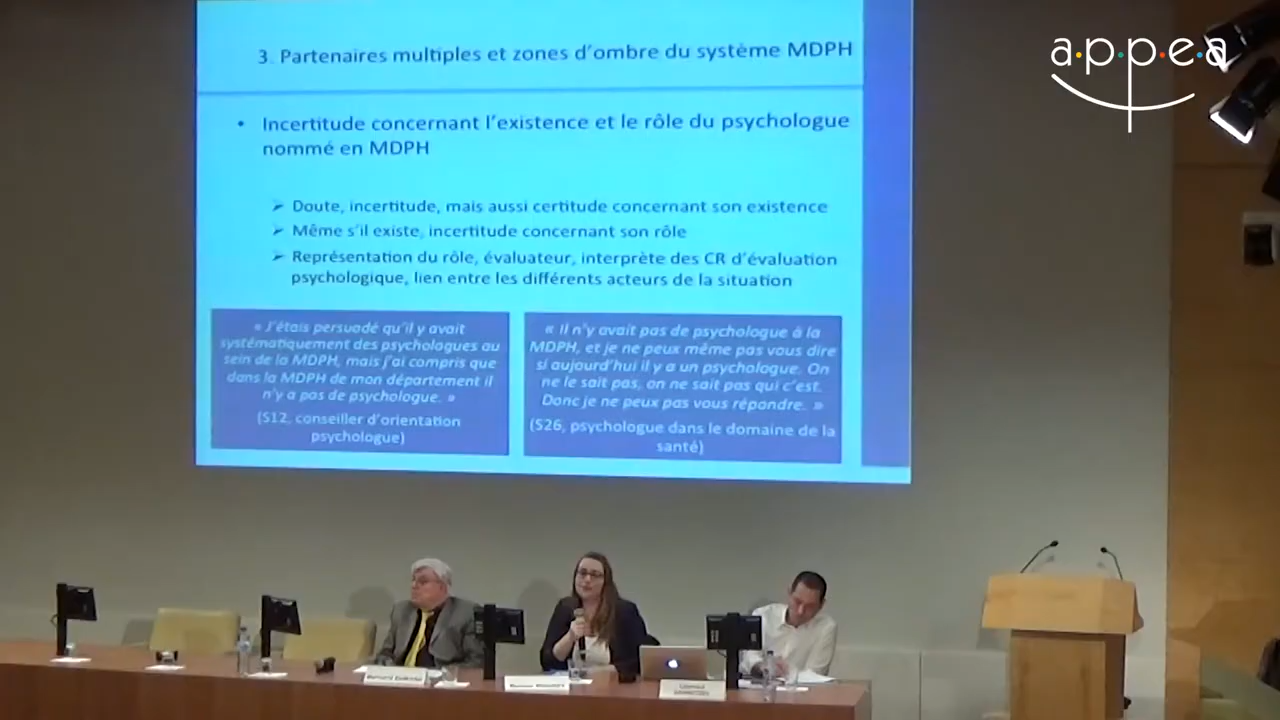 3. Partenaires multiples et zones d'ombre du système MDPH
a.p.p.e.a
• Incertitude concernant l'existence et le rôle du psychologue
nommé en MDPH
➢ Doute, incertitude, mais aussi certitude concernant son existence
➢ Même s'il existe, incertitude concernant son rôle
➢ Représentation du rôle, évaluateur, interprète des CR d'évaluation
psychologique, lien entre les différents acteurs de la situation
« J'étais persuadé qu'il y avait
systématiquement des psychologues au
sein de la MDPH, mais j'ai compris que
dans la MDPH de mon département il
n'y a pas de psychologue. »
(S12, conseiller d'orientation
psychologue)
« Il n'y avait pas de psychologue à la
MDPH, et je ne peux même pas vous dire
si aujourd'hui il y a un psychologue. On
ne le sait pas, on ne sait pas qui c'est.
Donc je ne peux pas vous répondre. »
(S26, psychologue dans le domaine de la
santé)
Bernard